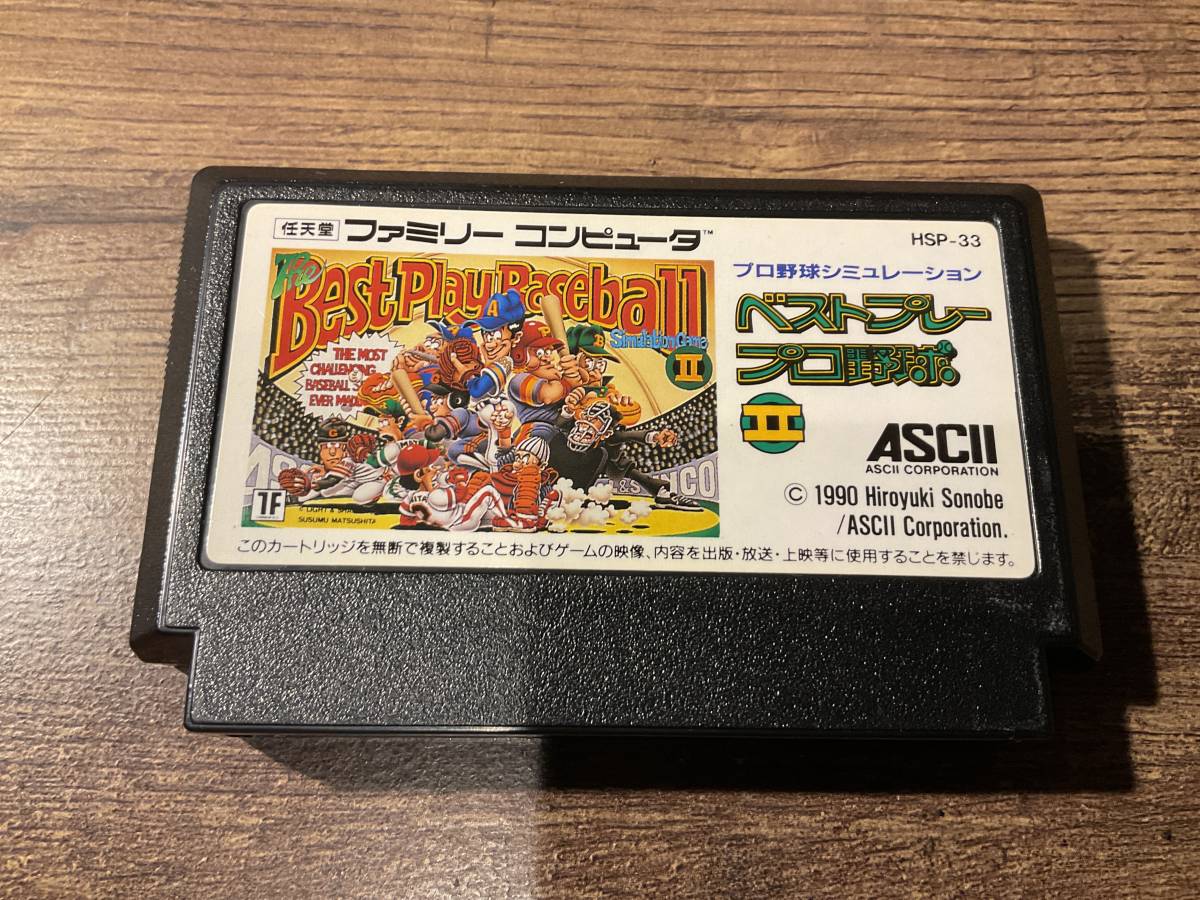 任天堂 ファミリー コンピュータ™
HSP-33
The
Best Play Baseball
Simulation Game
II
THE MOST
CHALLENGING
BASEBALL
EVER
1F
© LIGHT &
SUSUMU MATSUSHITA
プロ野球シミュレーション
ベストプレー
プロ野球
II
ASCII
ASCII CORPORATION
© 1990 Hiroyuki Sonobe
/ASCII Corporation.
このカートリッジを無断で複製することおよびゲームの映像、内容を出版・放送・上映等に使用することを禁じます。